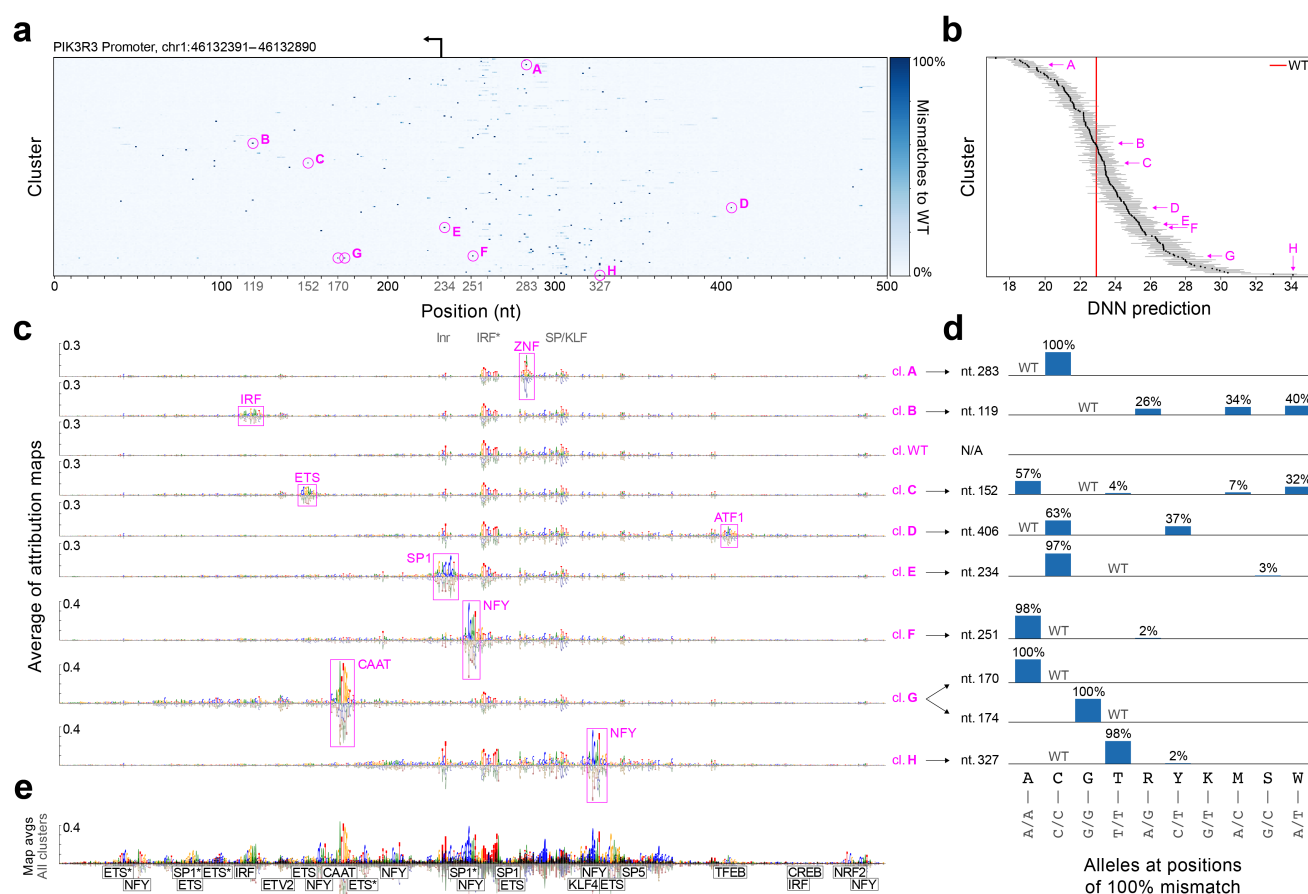 a
PIK3R3 Promoter, chr1:46132391–46132890
Cluster
A
B
C
D
E
F
G
H
0 100 200 300 400 500
119 152 170 234 251 283 327
Position (nt)
100%
0%
Mismatches to WT
b
WT
Cluster
A
B
C
D
E
F
G
H
18 20 22 24 26 28 30 32 34
DNN prediction
c
Average of attribution maps
Inr IRF* SP/KLF
0.3 ZNF cl. A
0.3 IRF cl. B
0.3 cl. WT
0.3 ETS cl. C
0.3 ATF1 cl. D
0.3 SP1 cl. E
0.4 NFY cl. F
0.4 CAAT cl. G
0.4 NFY cl. H
d
nt. 283 WT 100%
nt. 119 WT 26% 34% 40%
N/A
nt. 152 57% WT 4% 7% 32%
nt. 406 WT 63% 37%
nt. 234 97% WT 3%
nt. 251 98% WT 2%
nt. 170 100% WT
nt. 174 100% WT
nt. 327 WT 98% 2%
A C G T R Y K M S W
A/A C/C G/G T/T A/G C/T G/T A/C G/C A/T
Alleles at positions
of 100% mismatch
e
Map avgs
All clusters
0.4
ETS* SP1* ETS* IRF ETS CAAT NFY SP1* SP1 NFY SP5 TFEB CREB NRF2
NFY ETS ETV2 NFY ETS* NFY ETS KLF4 ETS IRF NFY